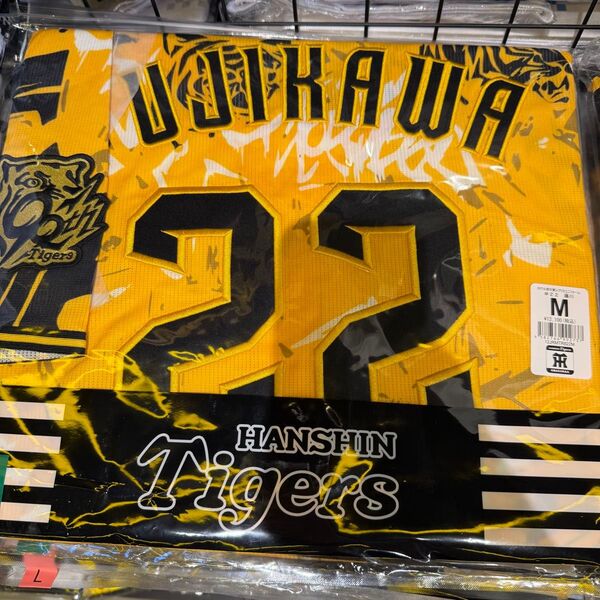 UJIKAWA
22
Tigers
M
HANSHIN
Tigers
L